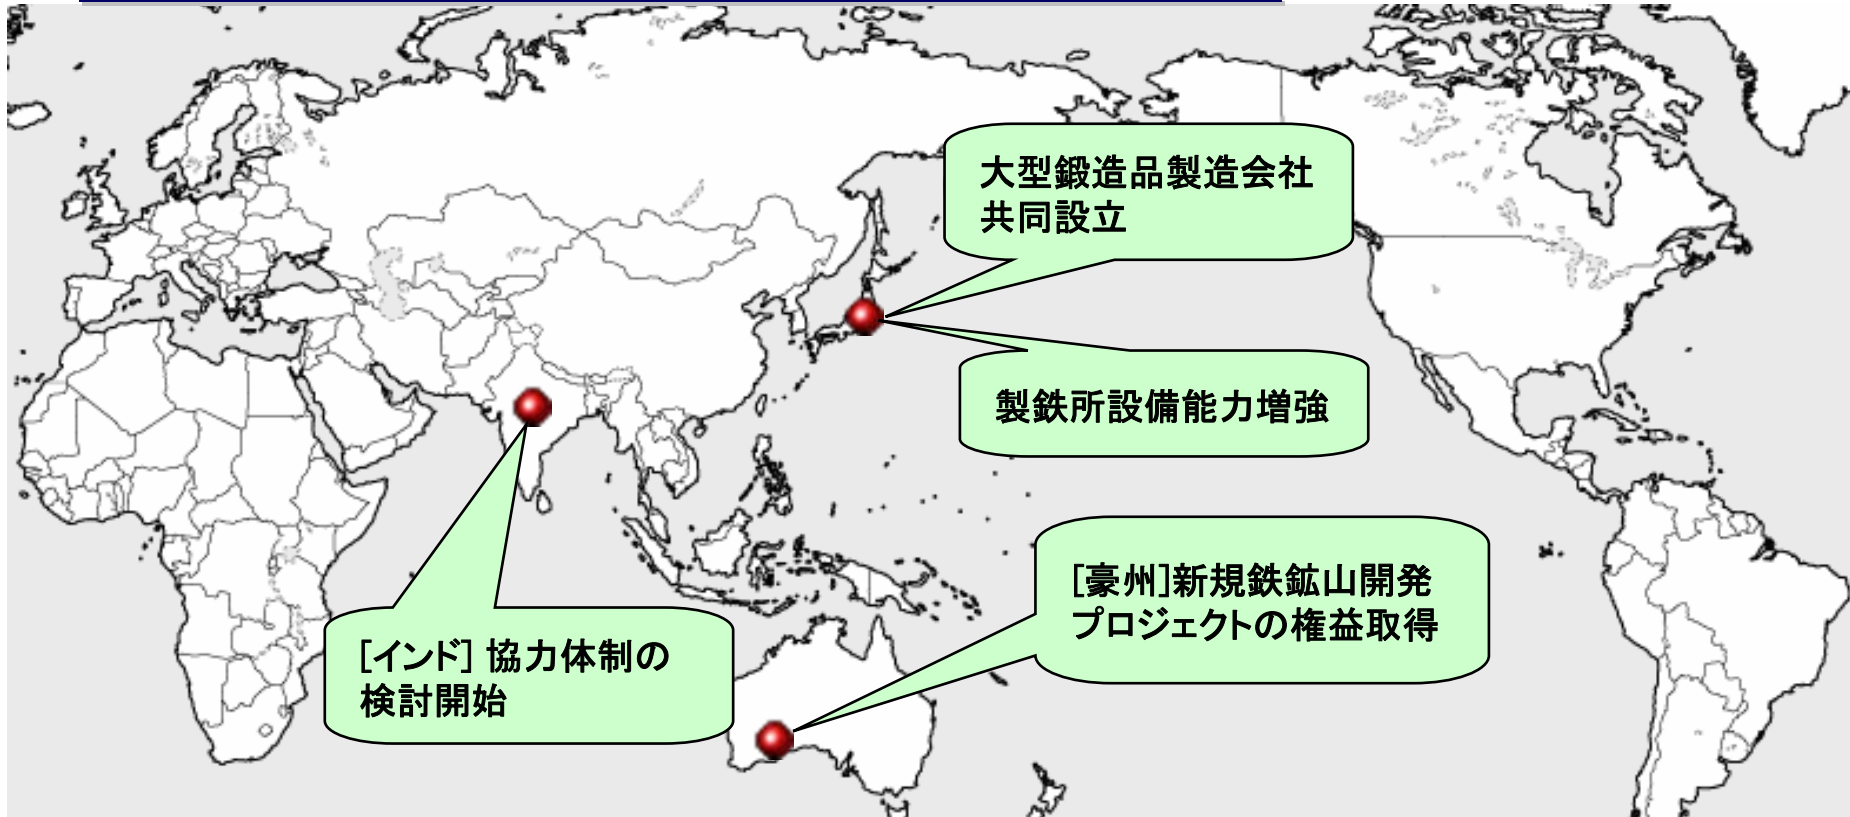 大型鍛造品製造会社
共同設立
製鉄所設備能力増強
[豪州]新規鉄鉱山開発
プロジェクトの権益取得
[インド] 協力体制の
検討開始